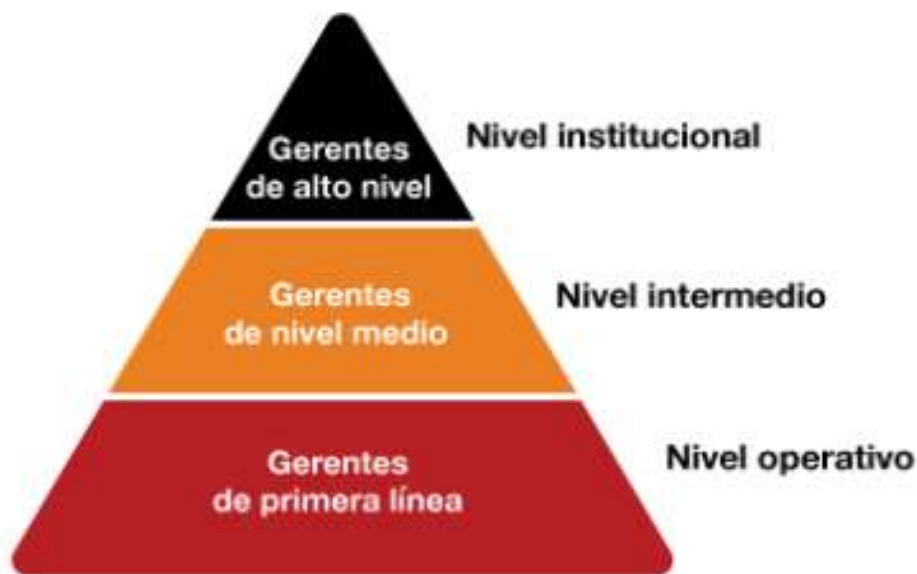 Gerentes
de alto nivel
Nivel institucional
Gerentes
de nivel medio
Nivel intermedio
Gerentes
de primera línea
Nivel operativo